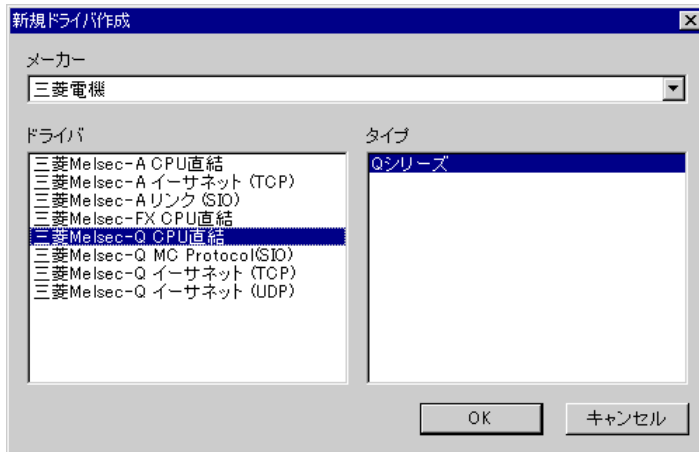 新規ドライバ作成
メーカー
三菱電機
ドライバ
三菱Melsec-A CPU直結
三菱Melsec-A イーサネット (TCP)
三菱Melsec-A リンク (SIO)
三菱Melsec-FX CPU直結
三菱Melsec-Q CPU直結
三菱Melsec-Q MC Protocol(SIO)
三菱Melsec-Q イーサネット (TCP)
三菱Melsec-Q イーサネット (UDP)
タイプ
Qシリーズ
OK
キャンセル